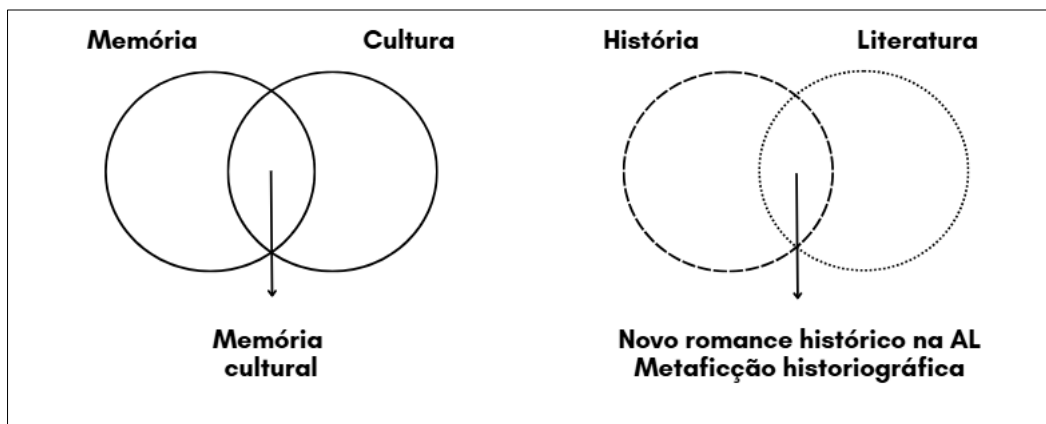 Memória
Cultura
História
Literatura
Memória
cultural
Novo romance histórico na AL
Metaficção historiográfica